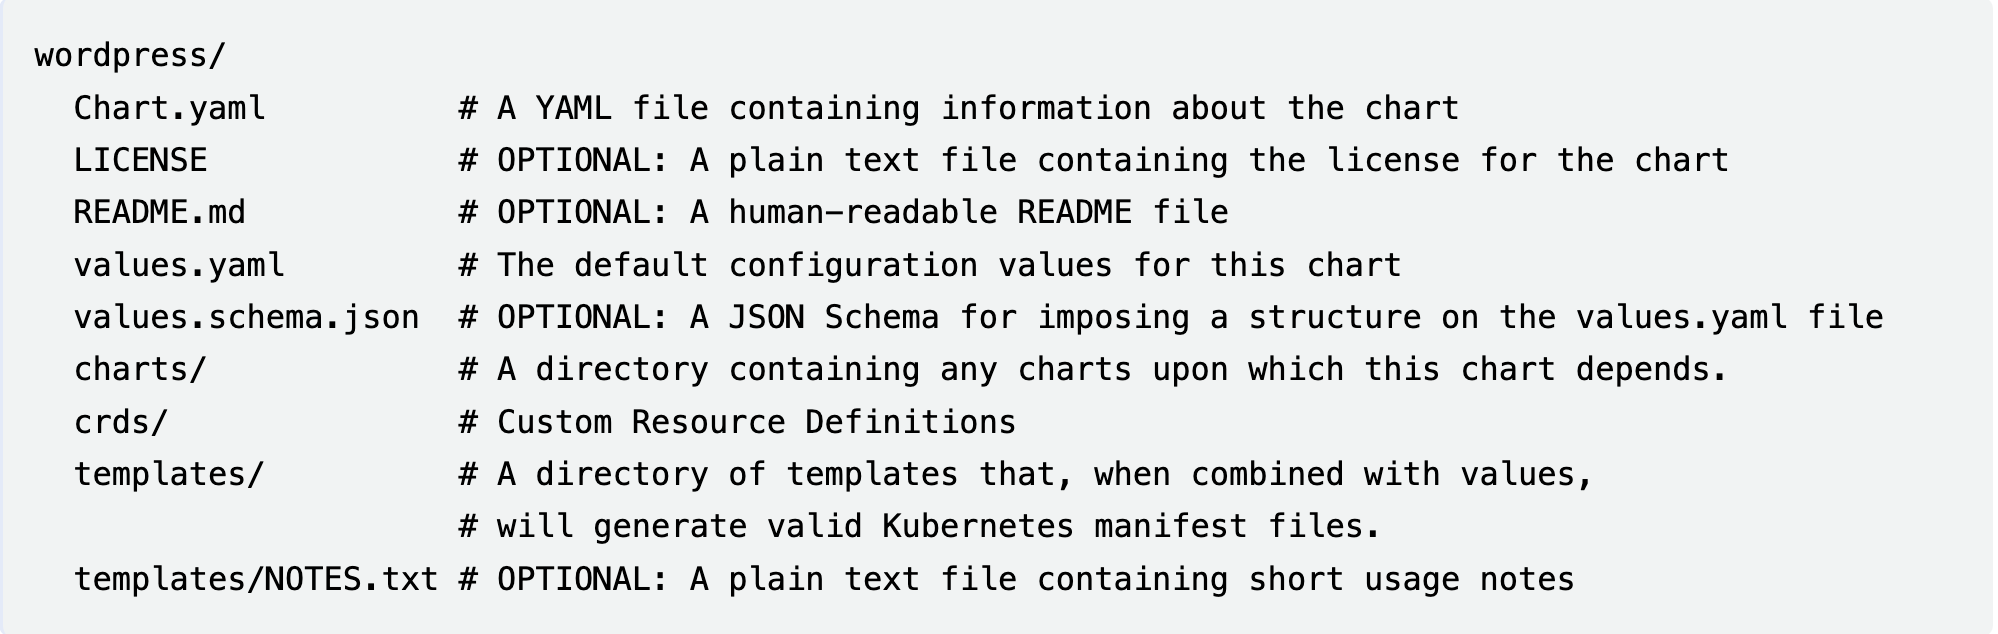 wordpress/
  Chart.yaml          # A YAML file containing information about the chart
  LICENSE             # OPTIONAL: A plain text file containing the license for the chart
  README.md           # OPTIONAL: A human-readable README file
  values.yaml         # The default configuration values for this chart
  values.schema.json  # OPTIONAL: A JSON Schema for imposing a structure on the values.yaml file
  charts/             # A directory containing any charts upon which this chart depends.
  crds/               # Custom Resource Definitions
  templates/          # A directory of templates that, when combined with values,
                      # will generate valid Kubernetes manifest files.
  templates/NOTES.txt # OPTIONAL: A plain text file containing short usage notes